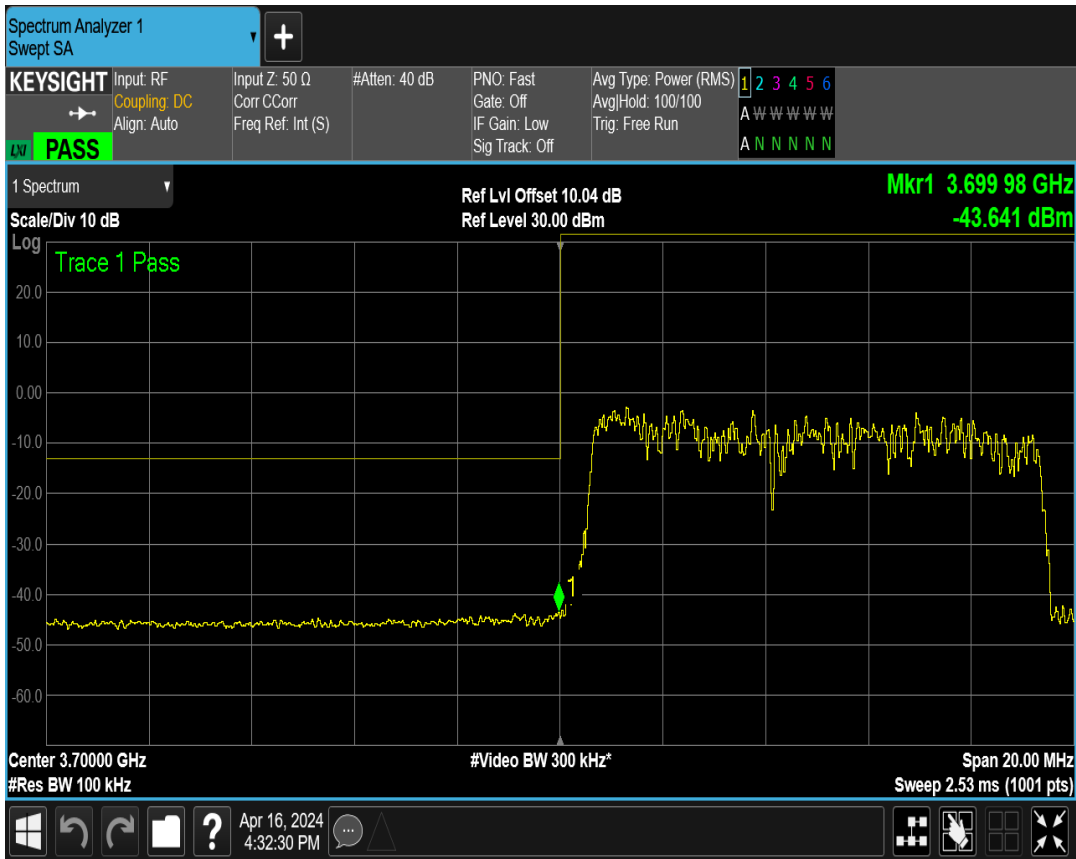 Spectrum Analyzer 1
Swept SA
+
KEYSIGHT
LXI PASS
Input: RF
Coupling: DC
Align: Auto
Input Z: 50 Ω
Corr CCorr
Freq Ref: Int (S)
#Atten: 40 dB
PNO: Fast
Gate: Off
IF Gain: Low
Sig Track: Off
Avg Type: Power (RMS)
Avg|Hold: 100/100
Trig: Free Run
1 2 3 4 5 6
A W W W W W
A N N N N N
1 Spectrum
Scale/Div 10 dB
Ref Lvl Offset 10.04 dB
Ref Level 30.00 dBm
Mkr1 3.699 98 GHz
-43.641 dBm
Log
Trace 1 Pass
20.0
10.0
0.00
-10.0
-20.0
-30.0
-40.0
-50.0
-60.0
1
Center 3.70000 GHz
#Res BW 100 kHz
#Video BW 300 kHz*
Span 20.00 MHz
Sweep 2.53 ms (1001 pts)
?
Apr 16, 2024
4:32:30 PM